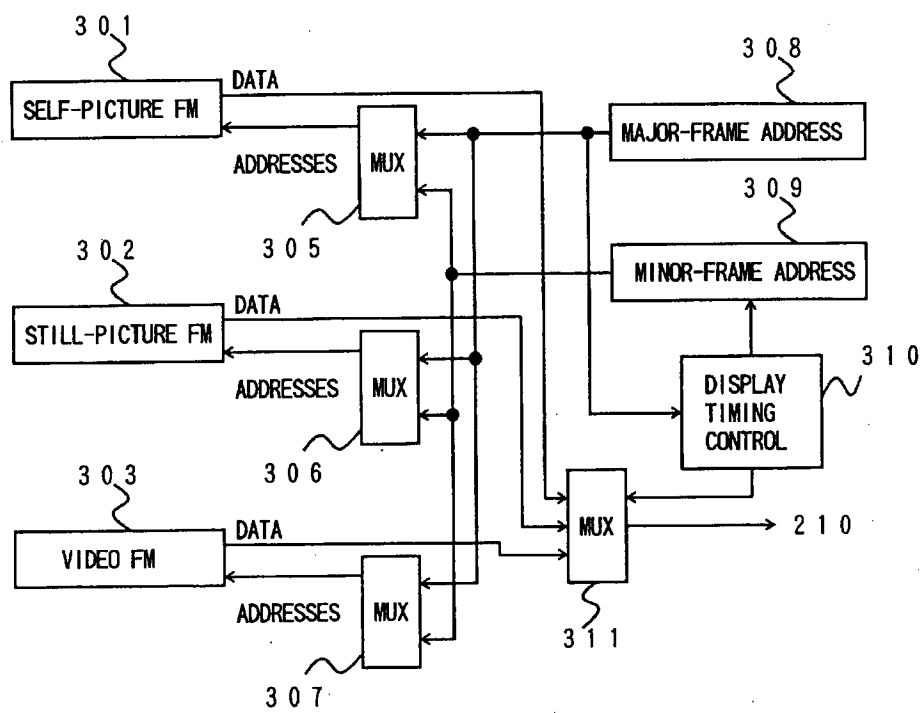 301
308
DATA
SELF-PICTURE FM
MUX
MAJOR-FRAME ADDRESS
ADDRESSES
309
305
302
MINOR-FRAME ADDRESS
DATA
STILL-PICTURE FM
MUX
310
ADDRESSES
DISPLAY
TIMING
CONTROL
306
303
DATA
MUX
210
VIDEO FM
MUX
ADDRESSES
311
307